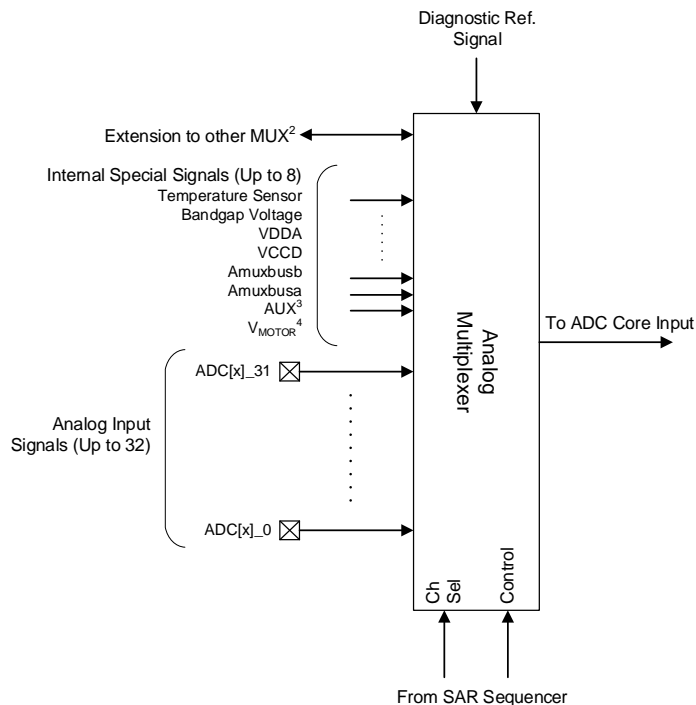 Diagnostic Ref.
Signal
Extension to other MUX²
Internal Special Signals (Up to 8)
Temperature Sensor
Bandgap Voltage
VDDA
VCCD
Amuxbusb
Amuxbusa
AUX³
V_MOTOR⁴
ADC[x]_31
Analog Input
Signals (Up to 32)
ADC[x]_0
Analog
Multiplexer
To ADC Core Input
Ch
Sel
Control
From SAR Sequencer